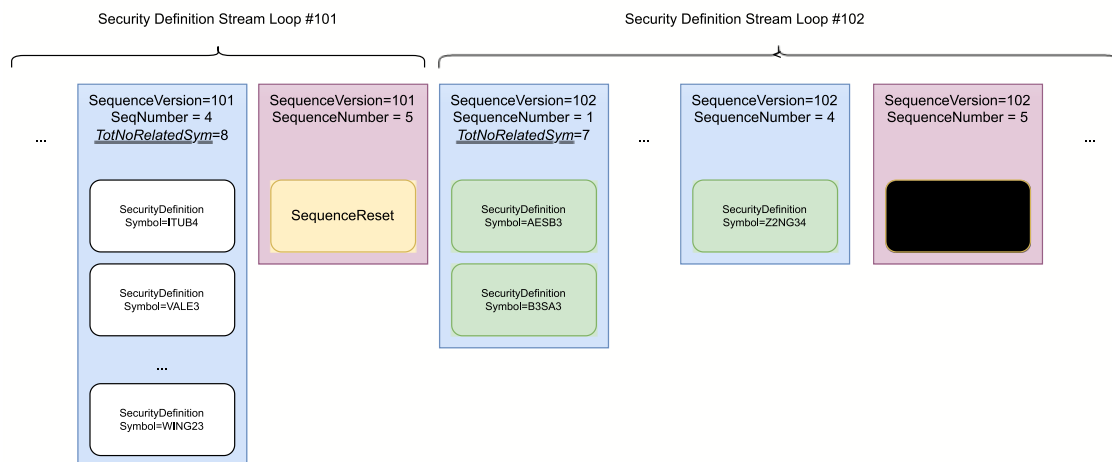 Security Definition Stream Loop #101
Security Definition Stream Loop #102
...
SequenceVersion=101
SeqNumber = 4
TotNoRelatedSym=8
SecurityDefinition
Symbol=ITUB4
SecurityDefinition
Symbol=VALE3
...
SecurityDefinition
Symbol=WING23
SequenceVersion=101
SequenceNumber = 5
SequenceReset
SequenceVersion=102
SequenceNumber = 1
TotNoRelatedSym=7
SecurityDefinition
Symbol=AESB3
SecurityDefinition
Symbol=B3SA3
...
SequenceVersion=102
SequenceNumber = 4
SecurityDefinition
Symbol=Z2NG34
SequenceVersion=102
SequenceNumber = 5
...